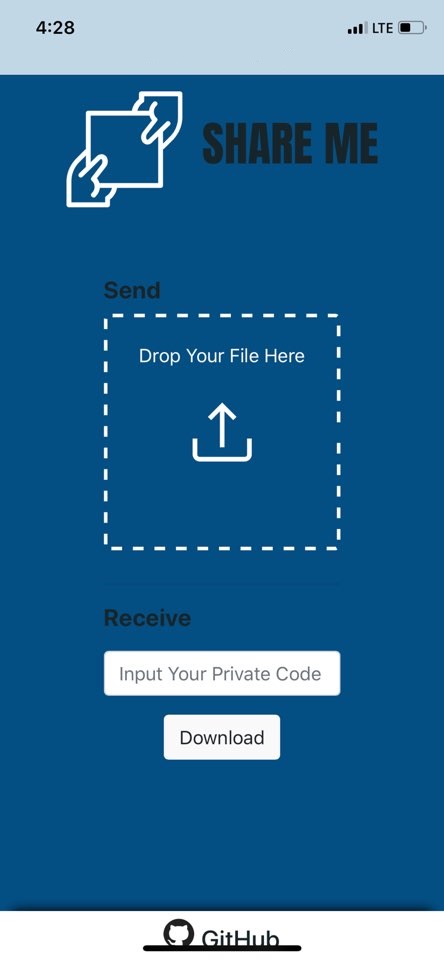 4:28
LTE
SHARE ME
Send
Drop Your File Here
Receive
Input Your Private Code
Download
GitHub